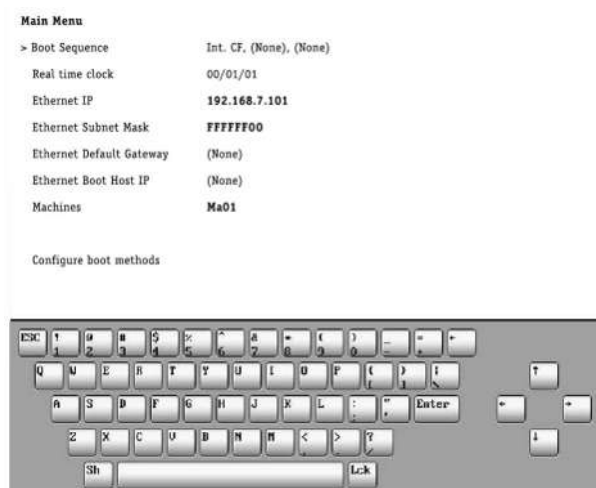 Main Menu
> Boot Sequence Int. CF, (None), (None)
Real time clock 00/01/01
Ethernet IP 192.168.7.101
Ethernet Subnet Mask FFFFFF00
Ethernet Default Gateway (None)
Ethernet Boot Host IP (None)
Machines Ma01
Configure boot methods
ESC ! 1 @ 2 # 3 $ 4 % 5 ^ 6 & 7 * 8 ( 9 ) 0 _ - = + ←
Q W E R T Y U I O P { [ } ] | \ ↑
A S D F G H J K L : ; " ' Enter ← →
Z X C V B N M < , > . ? / ↓
Sh Lck